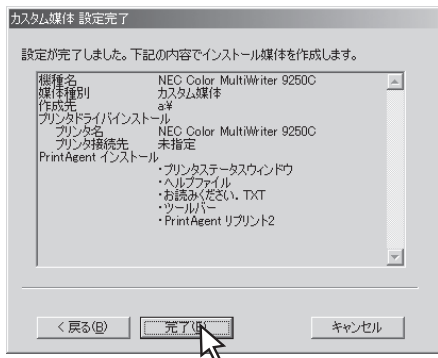 カスタム媒体 設定完了
設定が完了しました。下記の内容でインストール媒体を作成します。
機種名 NEC Color MultiWriter 9250C
媒体種別 カスタム媒体
作成先 a:¥
プリンタドライバインストール
プリンタ名 NEC Color MultiWriter 9250C
プリンタ接続先 未指定
PrintAgent インストール
・プリンタステータスウィンドウ
・ヘルプファイル
・お読みください.TXT
・ツールバー
・PrintAgent リプリント2
< 戻る(B) 完了 キャンセル